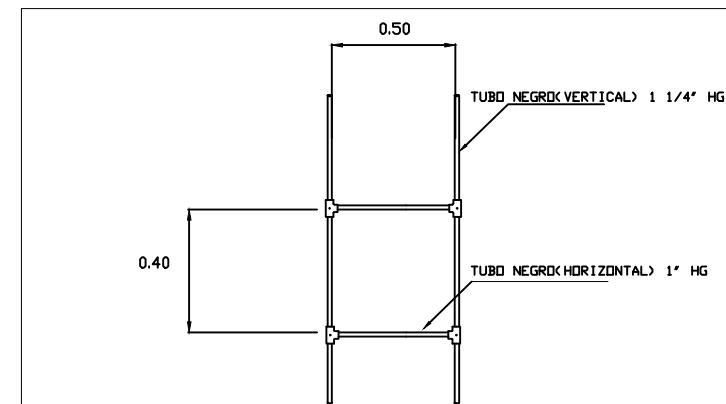 0.50
TUBO NEGRO(VERTICAL) 1 1/4" HG
0.40
TUBO NEGRO(HORIZONTAL) 1" HG